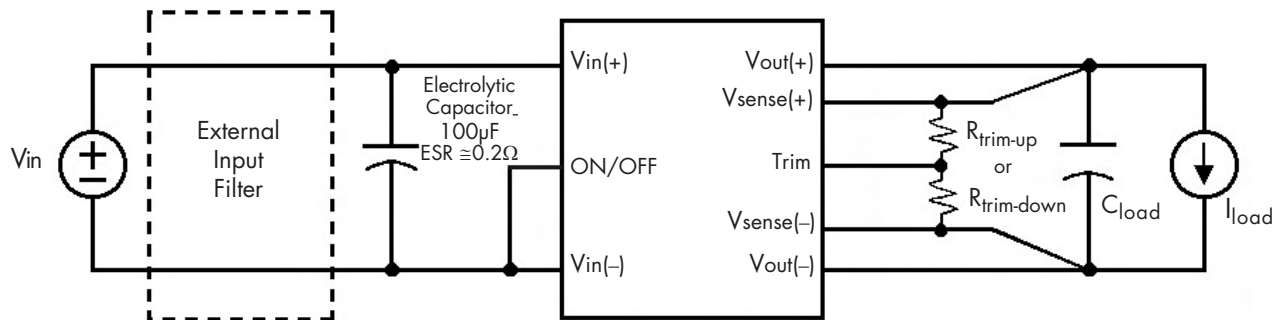 Vin
External
Input
Filter
Electrolytic
Capacitor
100µF
ESR ≅0.2Ω
Vin(+)
ON/OFF
Vin(–)
Vout(+)
Vsense(+)
Trim
Vsense(–)
Vout(–)
Rtrim-up
or
Rtrim-down
Cload
Iload